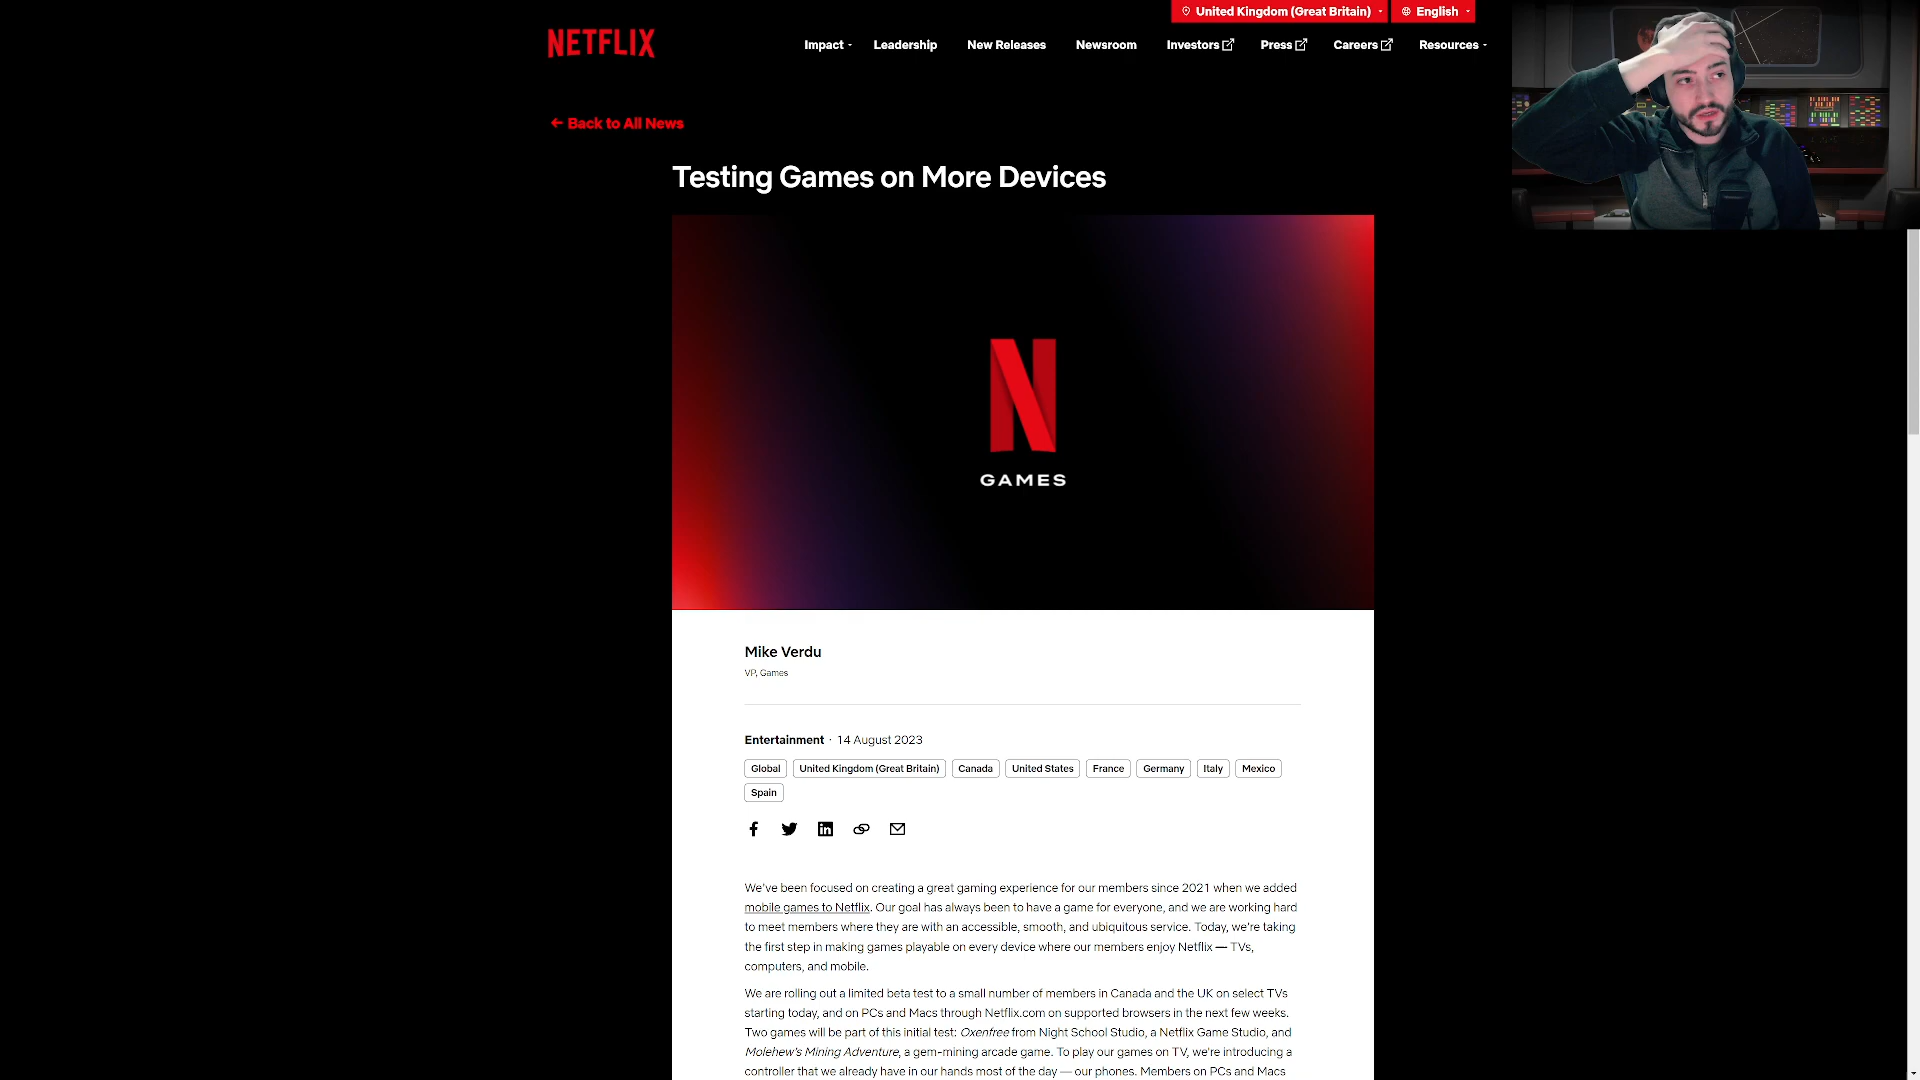 United Kingdom (Great Britain) English
NETFLIX Impact Leadership New Releases Newsroom Investors Press Careers Resources
Back to All News
Testing Games on More Devices
N
GAMES
Mike Verdu
VP, Games
Entertainment · 14 August 2023
Global United Kingdom (Great Britain) Canada United States France Germany Italy Mexico
Spain
We've been focused on creating a great gaming experience for our members since 2021 when we added
mobile games to Netflix. Our goal has always been to have a game for everyone, and we are working hard
to meet members where they are with an accessible, smooth, and ubiquitous service. Today, we're taking
the first step in making games playable on every device where our members enjoy Netflix — TVs,
computers, and mobile.
We are rolling out a limited beta test to a small number of members in Canada and the UK on select TVs
starting today, and on PCs and Macs through Netflix.com on supported browsers in the next few weeks.
Two games will be part of this initial test: Oxenfree from Night School Studio, a Netflix Game Studio, and
Molehew's Mining Adventure, a gem-mining arcade game. To play our games on TV, we're introducing a
controller that we already have in our hands most of the day — our phones. Members on PCs and Macs